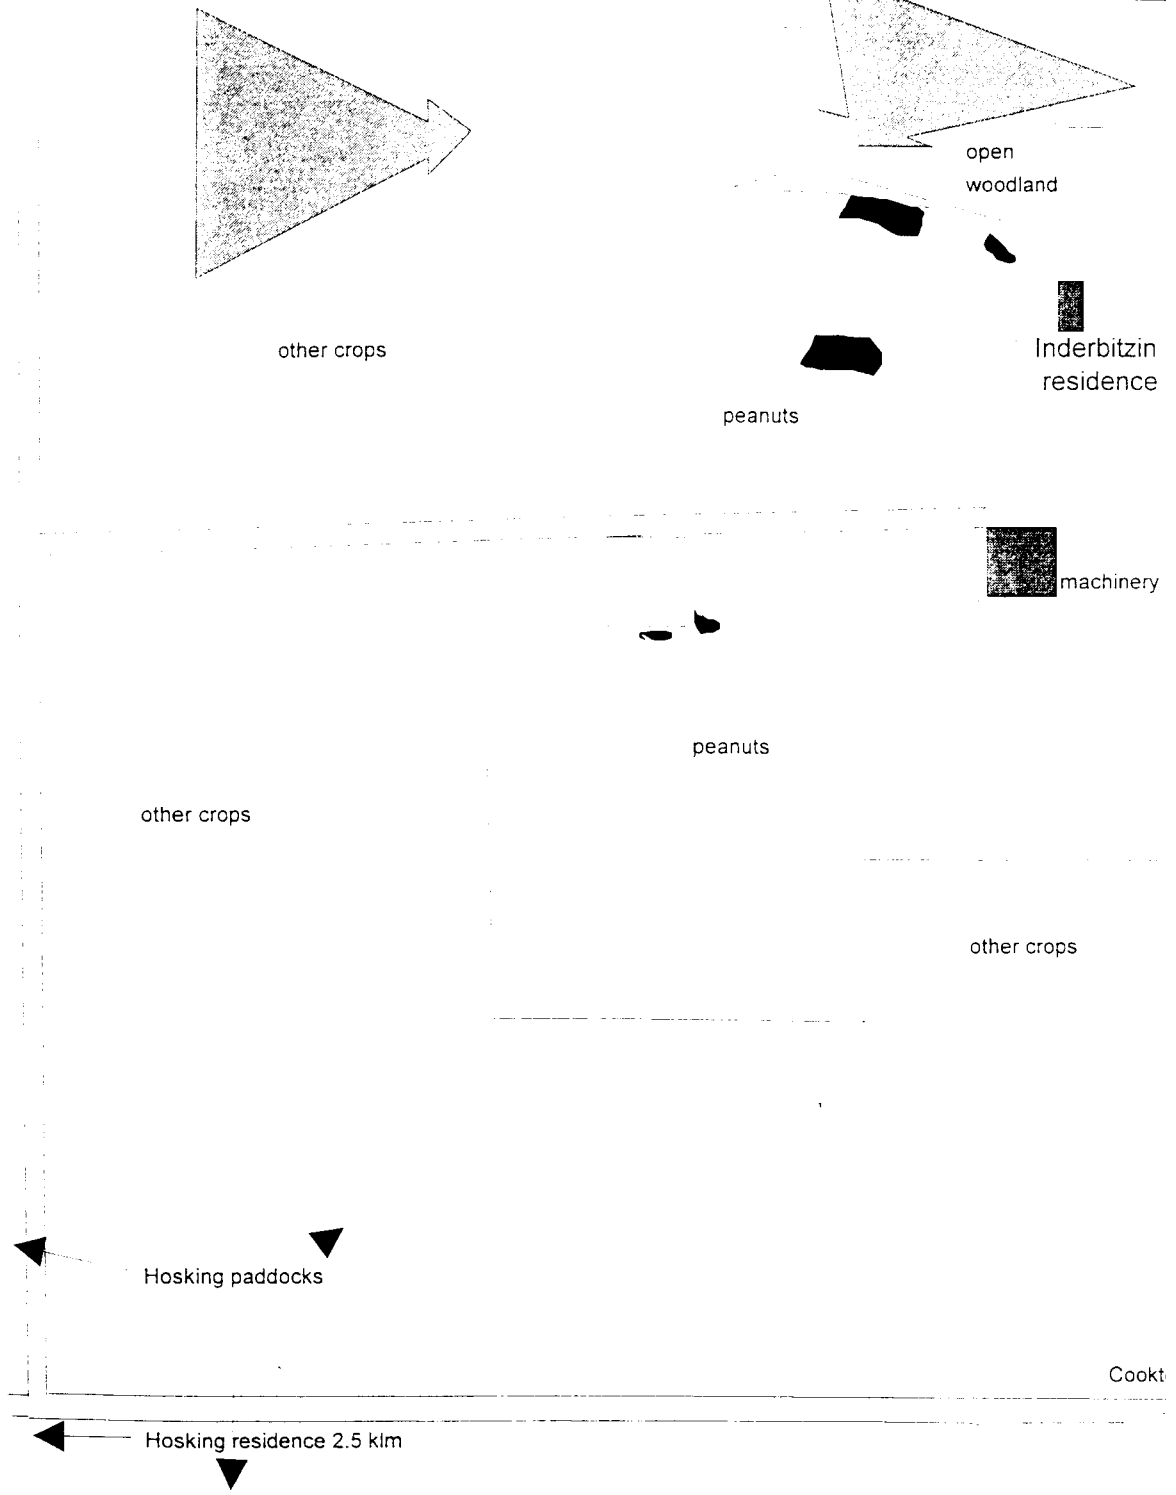 open
woodland
Inderbitzin
residence
other crops
peanuts
machinery
peanuts
other crops
other crops
Hosking paddocks
Cookt
Hosking residence 2.5 klm